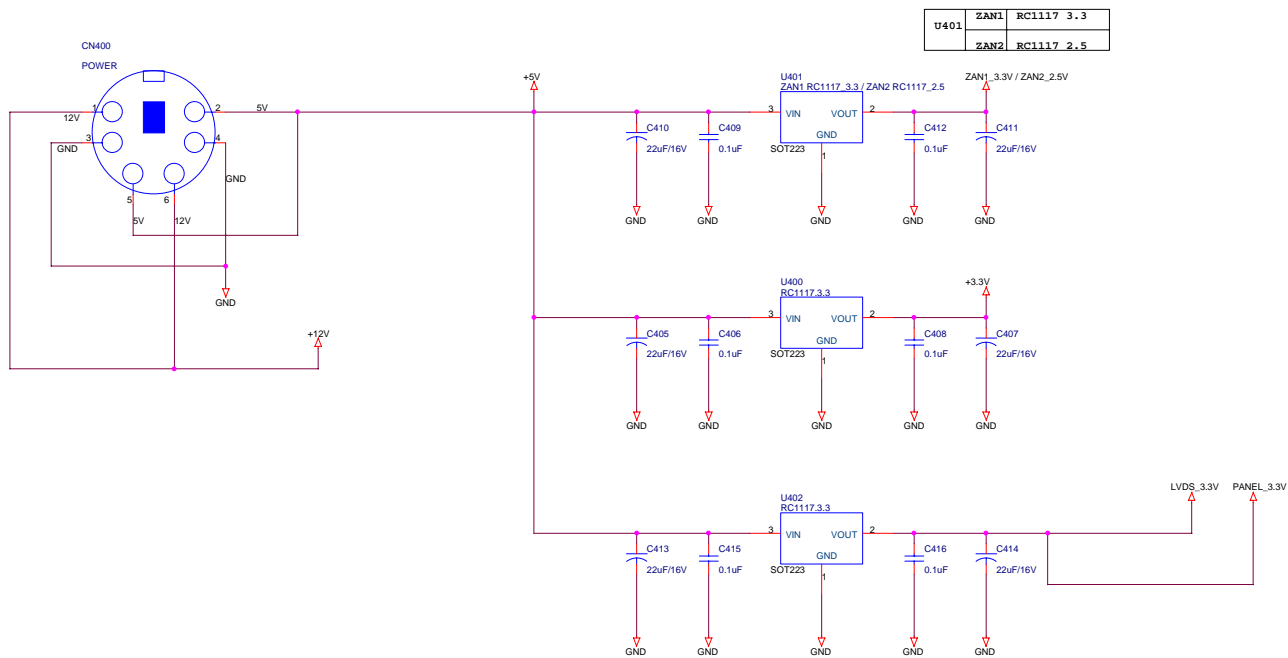 U401 ZAN1 RC1117 3.3
ZAN2 RC1117 2.5
CN400
POWER
1 2
12V 5V
3 4
GND
GND
5 6
5V 12V
GND
+12V
+5V
U401
ZAN1 RC1117_3.3 / ZAN2 RC1117_2.5
ZAN1_3.3V / ZAN2_2.5V
3 VIN VOUT 2
GND
SOT223 1
C410
22uF/16V
C409
0.1uF
C412
0.1uF
C411
22uF/16V
GND GND GND GND GND
U400
RC1117.3.3
+3.3V
3 VIN VOUT 2
GND
SOT223 1
C405
22uF/16V
C406
0.1uF
C408
0.1uF
C407
22uF/16V
GND GND GND GND GND
U402
RC1117.3.3
LVDS_3.3V PANEL_3.3V
3 VIN VOUT 2
GND
SOT223 1
C413
22uF/16V
C415
0.1uF
C416
0.1uF
C414
22uF/16V
GND GND GND GND GND